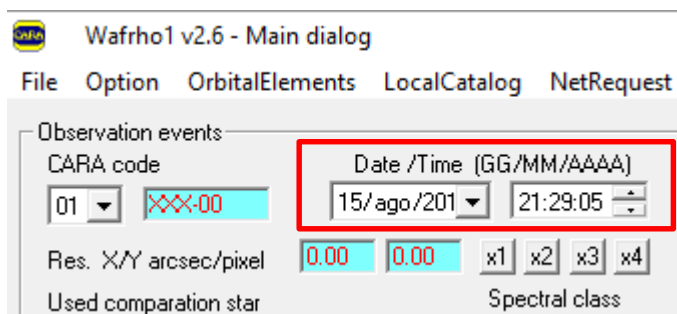 CARA Wafrho1 v2.6 - Main dialog
File Option OrbitalElements LocalCatalog NetRequest
Observation events
CARA code Date /Time (GG/MM/AAAA)
01 XXX-00 15/ago/201 21:29:05
Res. X/Y arcsec/pixel 0.00 0.00 x1 x2 x3 x4
Used comparation star Spectral class